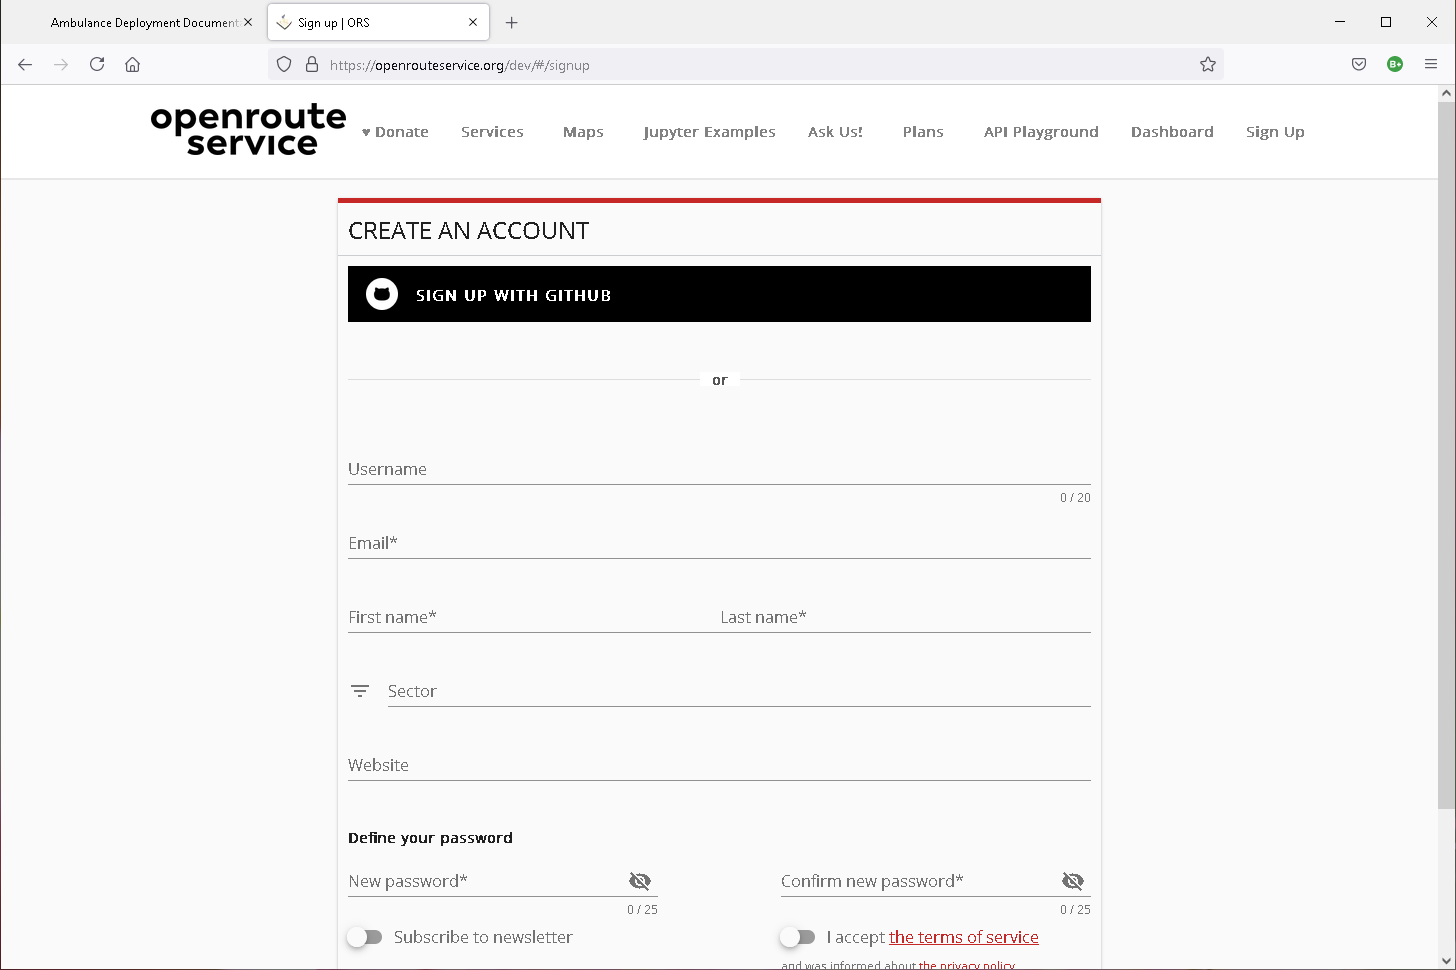 Ambulance Deployment Document
Sign up | ORS
https://openrouteservice.org/dev/#/signup
B+
openroute
service
♥ Donate
Services
Maps
Jupyter Examples
Ask Us!
Plans
API Playground
Dashboard
Sign Up
CREATE AN ACCOUNT
SIGN UP WITH GITHUB
or
Username
0 / 20
Email*
First name*
Last name*
Sector
Website
Define your password
New password*
Confirm new password*
0 / 25
0 / 25
Subscribe to newsletter
I accept the terms of service
and was informed about the privacy policy